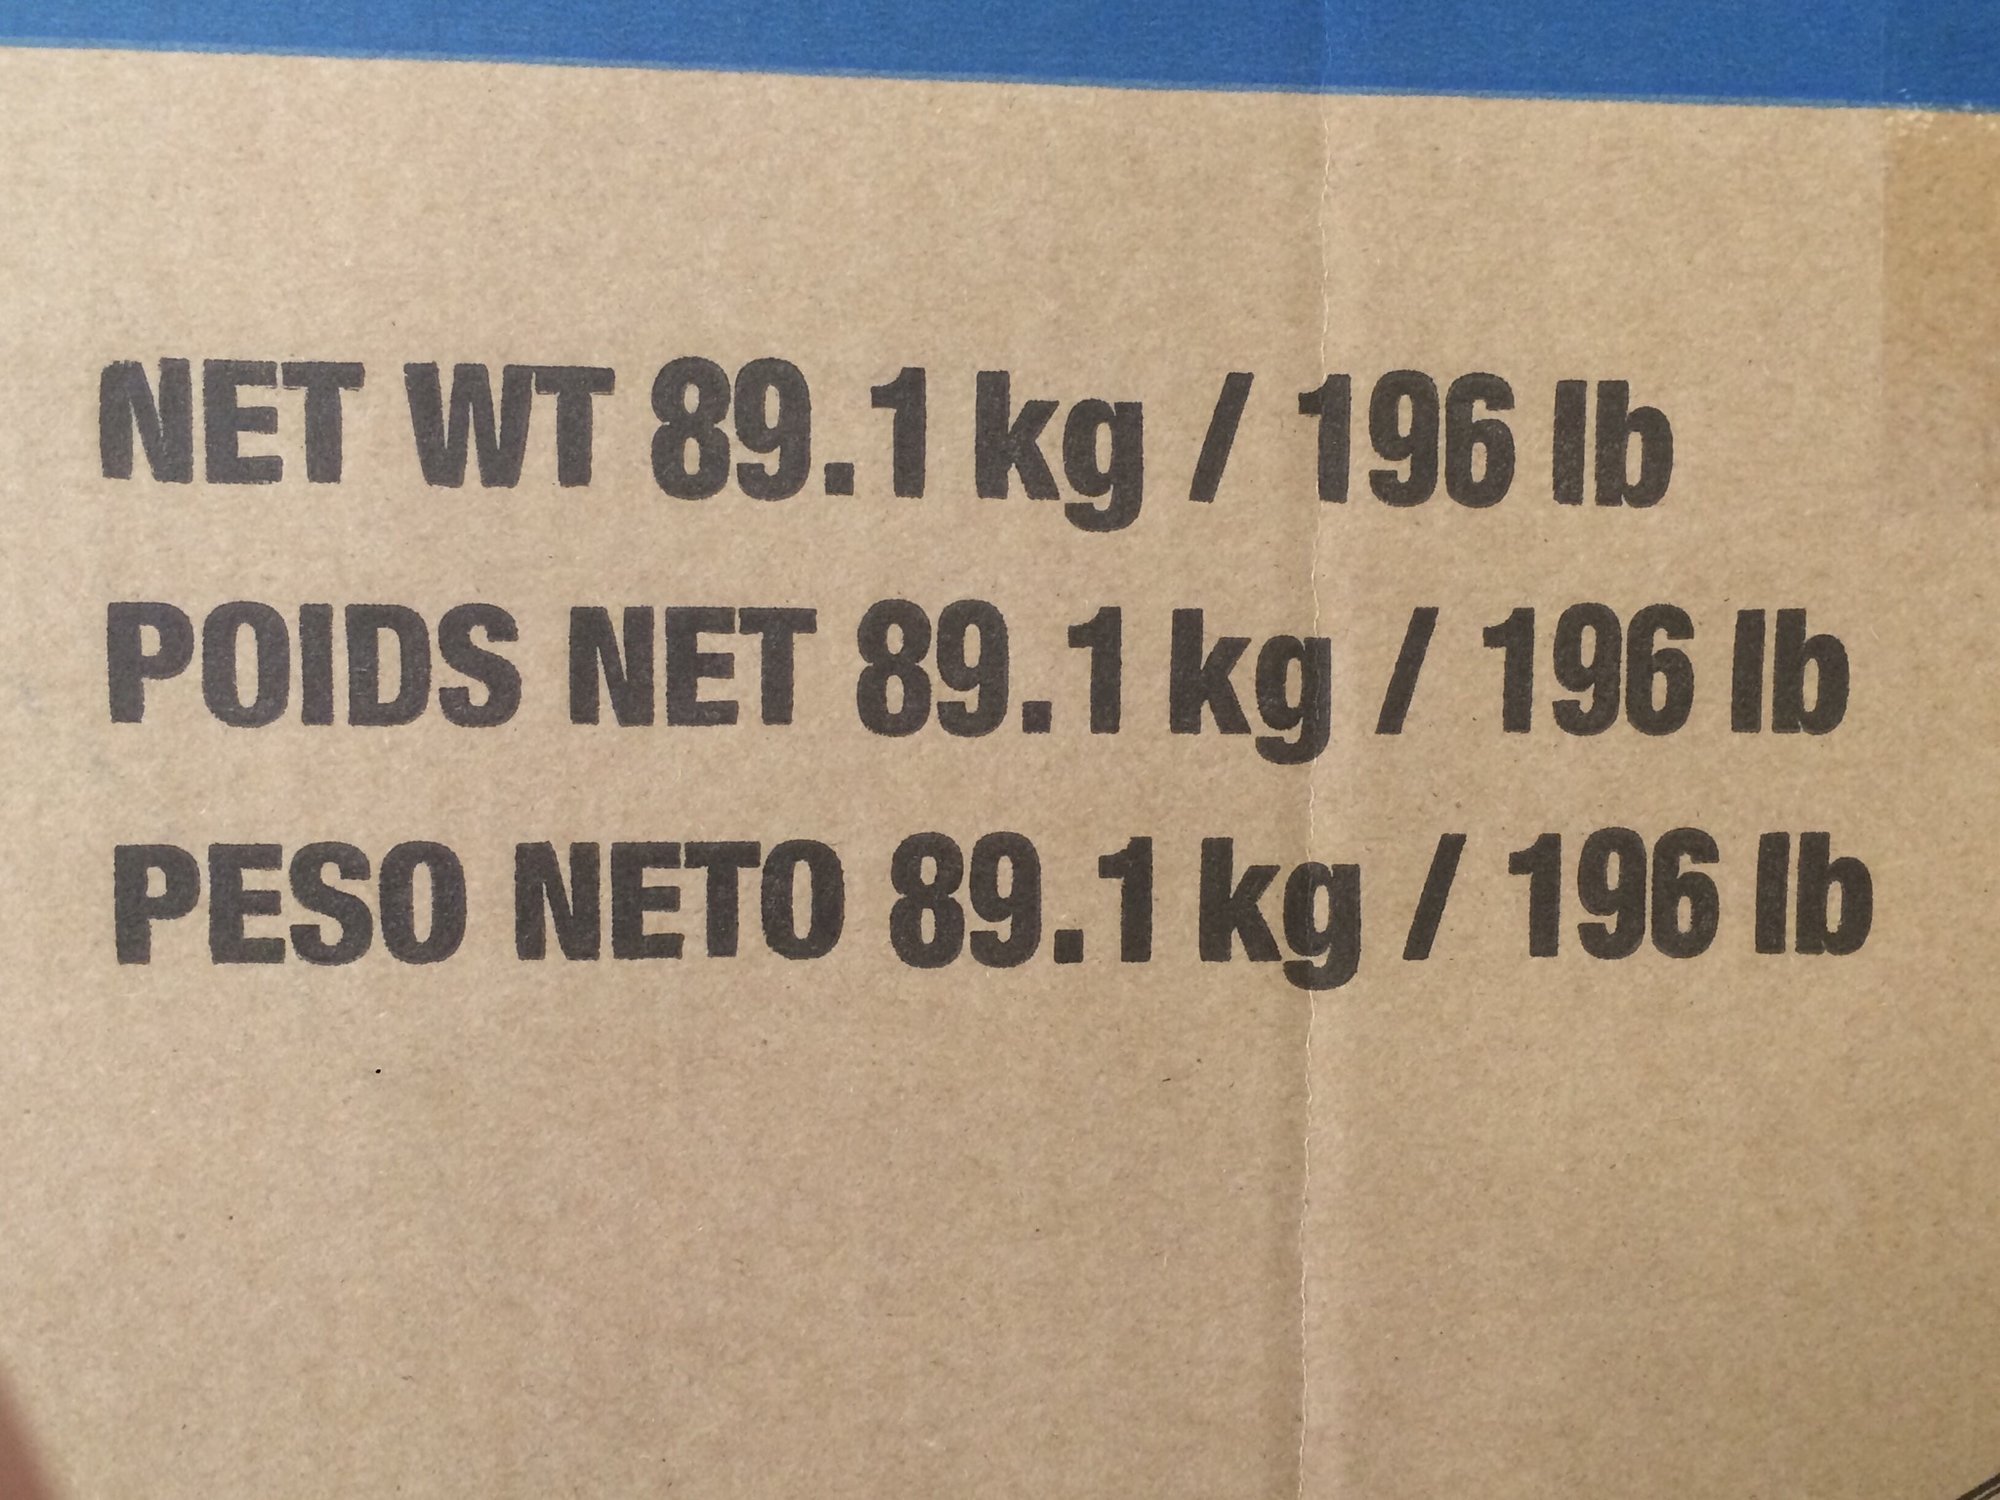 NET WT 89.1 kg / 196 lb
POIDS NET 89.1 kg / 196 lb
PESO NETO 89.1 kg / 196 lb